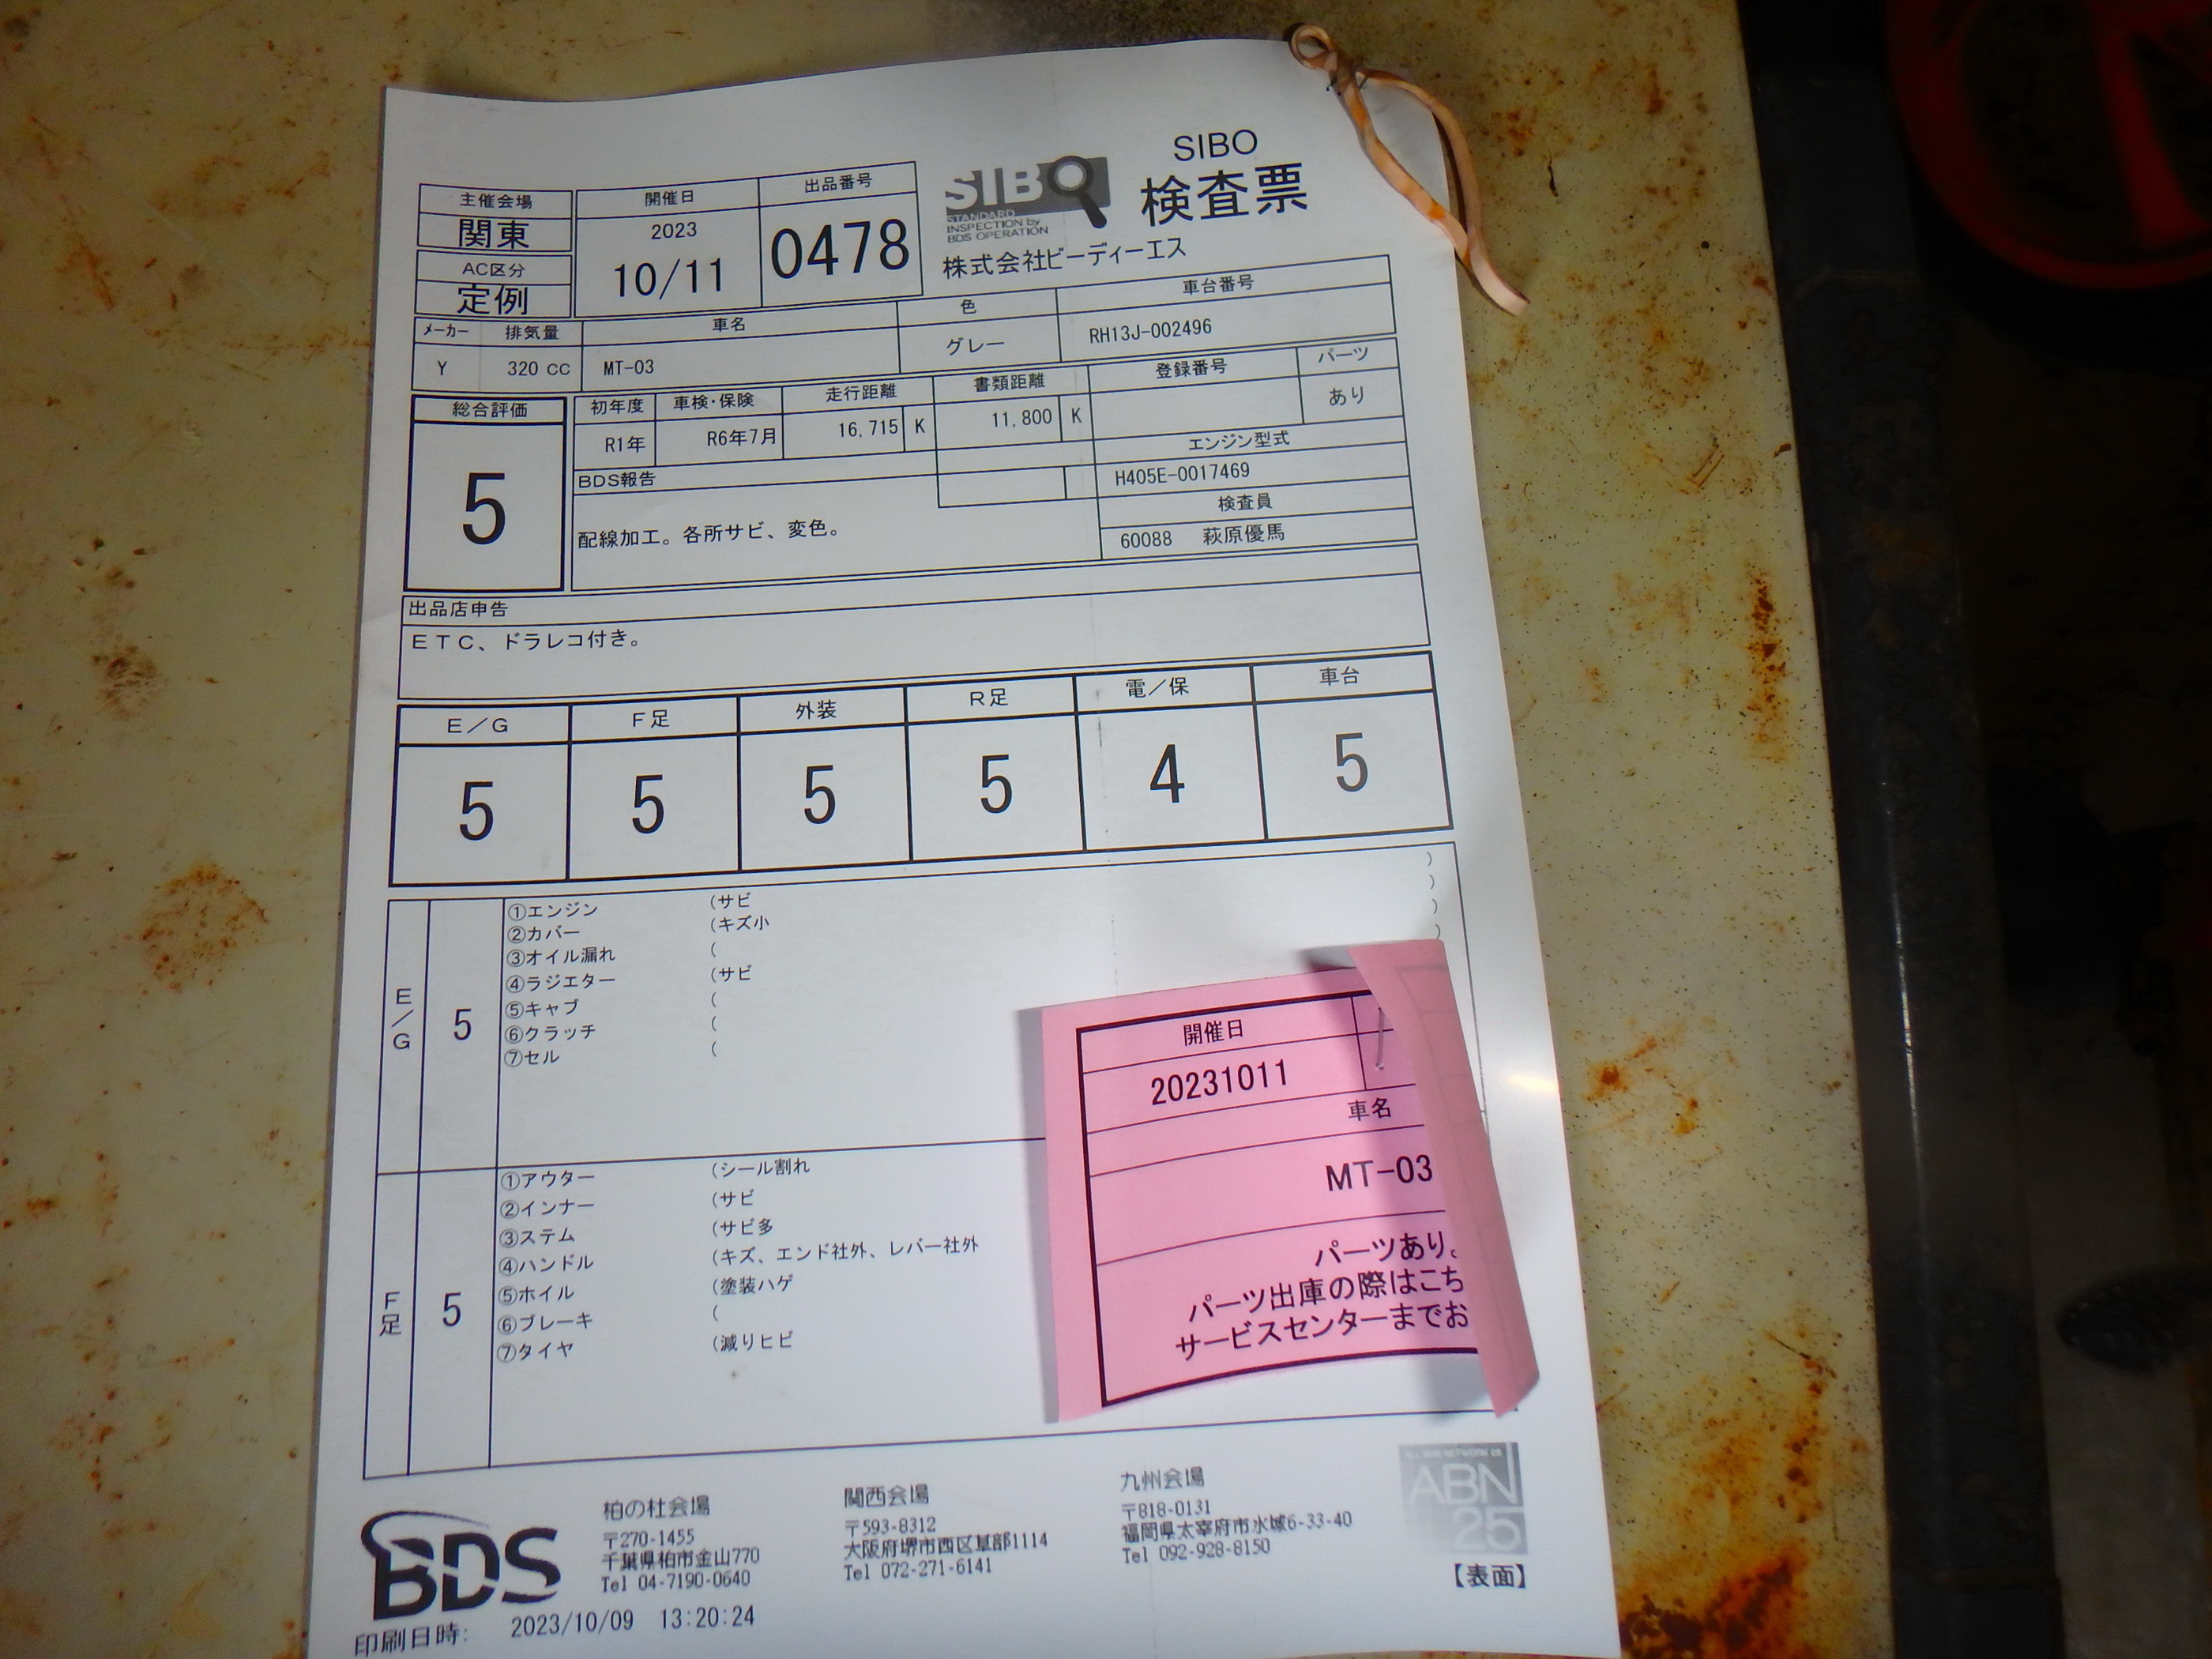 SIBO
STANDARD
INSPECTION by
BDS OPERATION
SIBO
検査票
株式会社ビーディーエス
主催会場
関東
AC区分
定例
開催日
2023
10/11
出品番号
0478
メーカー 排気量 車名 色 車台番号
Y 320 CC MT-03 グレー RH13J-002496
総合評価
5
初年度 車検・保険 走行距離 書類距離 登録番号 パーツ
R1年 R6年7月 16,715 K 11,800 K あり
エンジン型式
H405E-0017469
検査員
60088 萩原優馬
BDS報告
配線加工。各所サビ、変色。
出品店申告
ETC、ドラレコ付き。
E/G F足 外装 R足 電/保 車台
5 5 5 5 4 5
E/G
5
①エンジン (サビ )
②カバー (キズ小 )
③オイル漏れ ( )
④ラジエター (サビ )
⑤キャブ (
⑥クラッチ (
⑦セル (
F足
5
①アウター (シール割れ
②インナー (サビ
③ステム (サビ多
④ハンドル (キズ、エンド社外、レバー社外
⑤ホイル (塗装ハゲ
⑥ブレーキ (
⑦タイヤ (減りヒビ
開催日
20231011
車名
MT-03
パーツあり。
パーツ出庫の際はこち
サービスセンターまでお
BDS
柏の杜会場
〒270-1455
千葉県柏市金山770
Tel 04-7190-0640
関西会場
〒593-8312
大阪府堺市西区草部1114
Tel 072-271-6141
九州会場
〒818-0131
福岡県太宰府市水城6-33-40
Tel 092-928-8150
ABN
25
【表面】
印刷日時: 2023/10/09 13:20:24